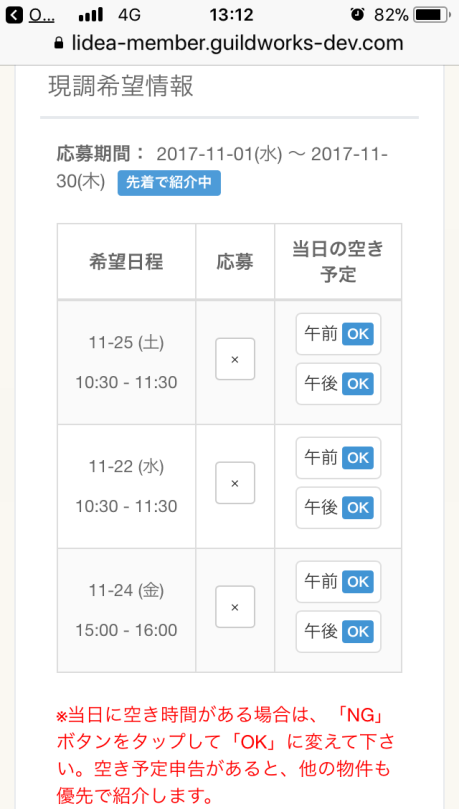 O... 4G 13:12 82%
lidea-member.guildworks-dev.com
現調希望情報
応募期間： 2017-11-01(水) 〜 2017-11-
30(木) 先着で紹介中
希望日程 応募 当日の空き
予定
11-25 (土)
10:30 - 11:30
×
午前 OK
午後 OK
11-22 (水)
10:30 - 11:30
×
午前 OK
午後 OK
11-24 (金)
15:00 - 16:00
×
午前 OK
午後 OK
※当日に空き時間がある場合は、「NG」
ボタンをタップして「OK」に変えて下さ
い。空き予定申告があると、他の物件も
優先で紹介します。